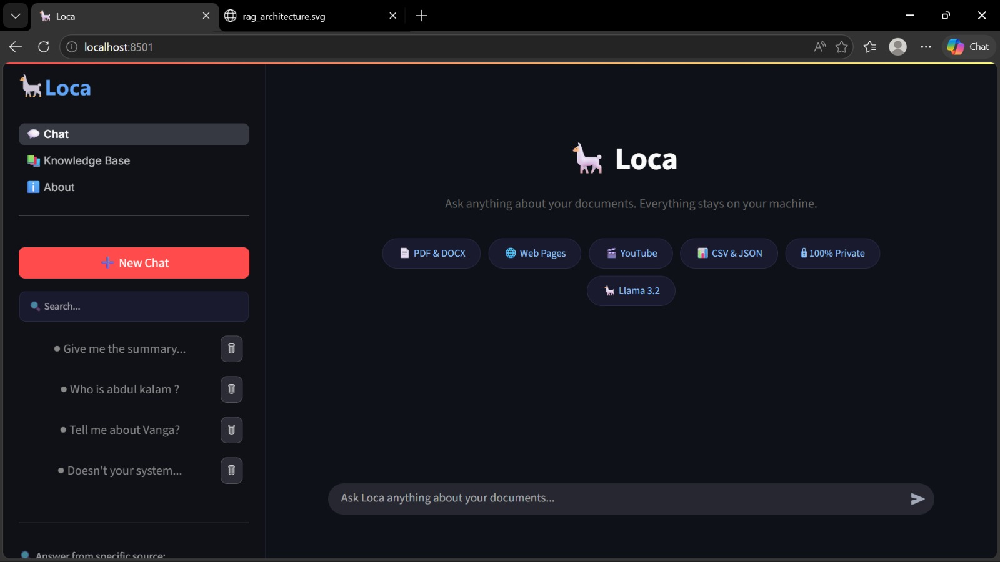 Loca
rag_architecture.svg
localhost:8501
Chat
Loca
Chat
Knowledge Base
About
New Chat
Search...
Give me the summary...
Who is abdul kalam ?
Tell me about Vanga?
Doesn't your system...
Answer from specific source:
Loca
Ask anything about your documents. Everything stays on your machine.
PDF & DOCX
Web Pages
YouTube
CSV & JSON
100% Private
Llama 3.2
Ask Loca anything about your documents...